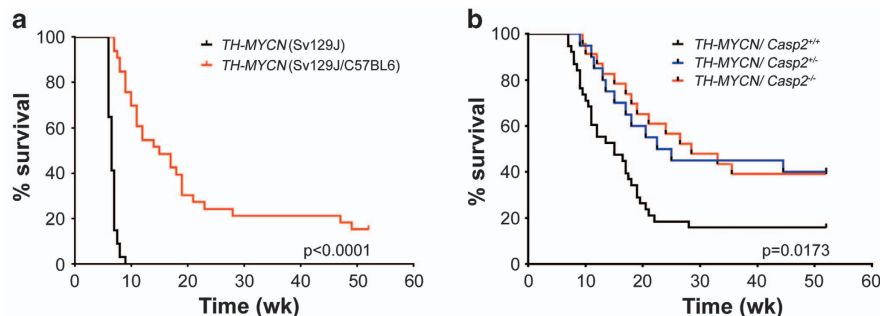 a
TH-MYCN (Sv129J)
TH-MYCN (Sv129J/C57BL6)
100
80
60
40
20
0
% survival
p<0.0001
0 10 20 30 40 50 60
Time (wk)
b
TH-MYCN/ Casp2+/+
TH-MYCN/ Casp2+/-
TH-MYCN/ Casp2-/-
100
80
60
40
20
0
% survival
p=0.0173
0 10 20 30 40 50 60
Time (wk)